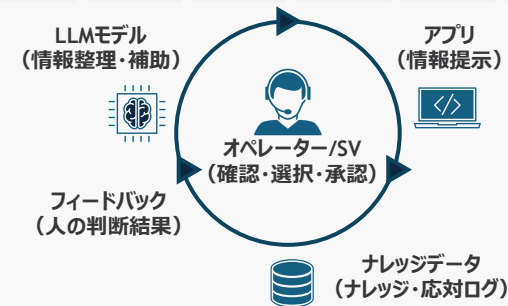 LLMモデル
（情報整理･補助）
アプリ
（情報提示）
</>
オペレーター/SV
（確認･選択･承認）
フィードバック
（人の判断結果）
ナレッジデータ
（ナレッジ･応対ログ）